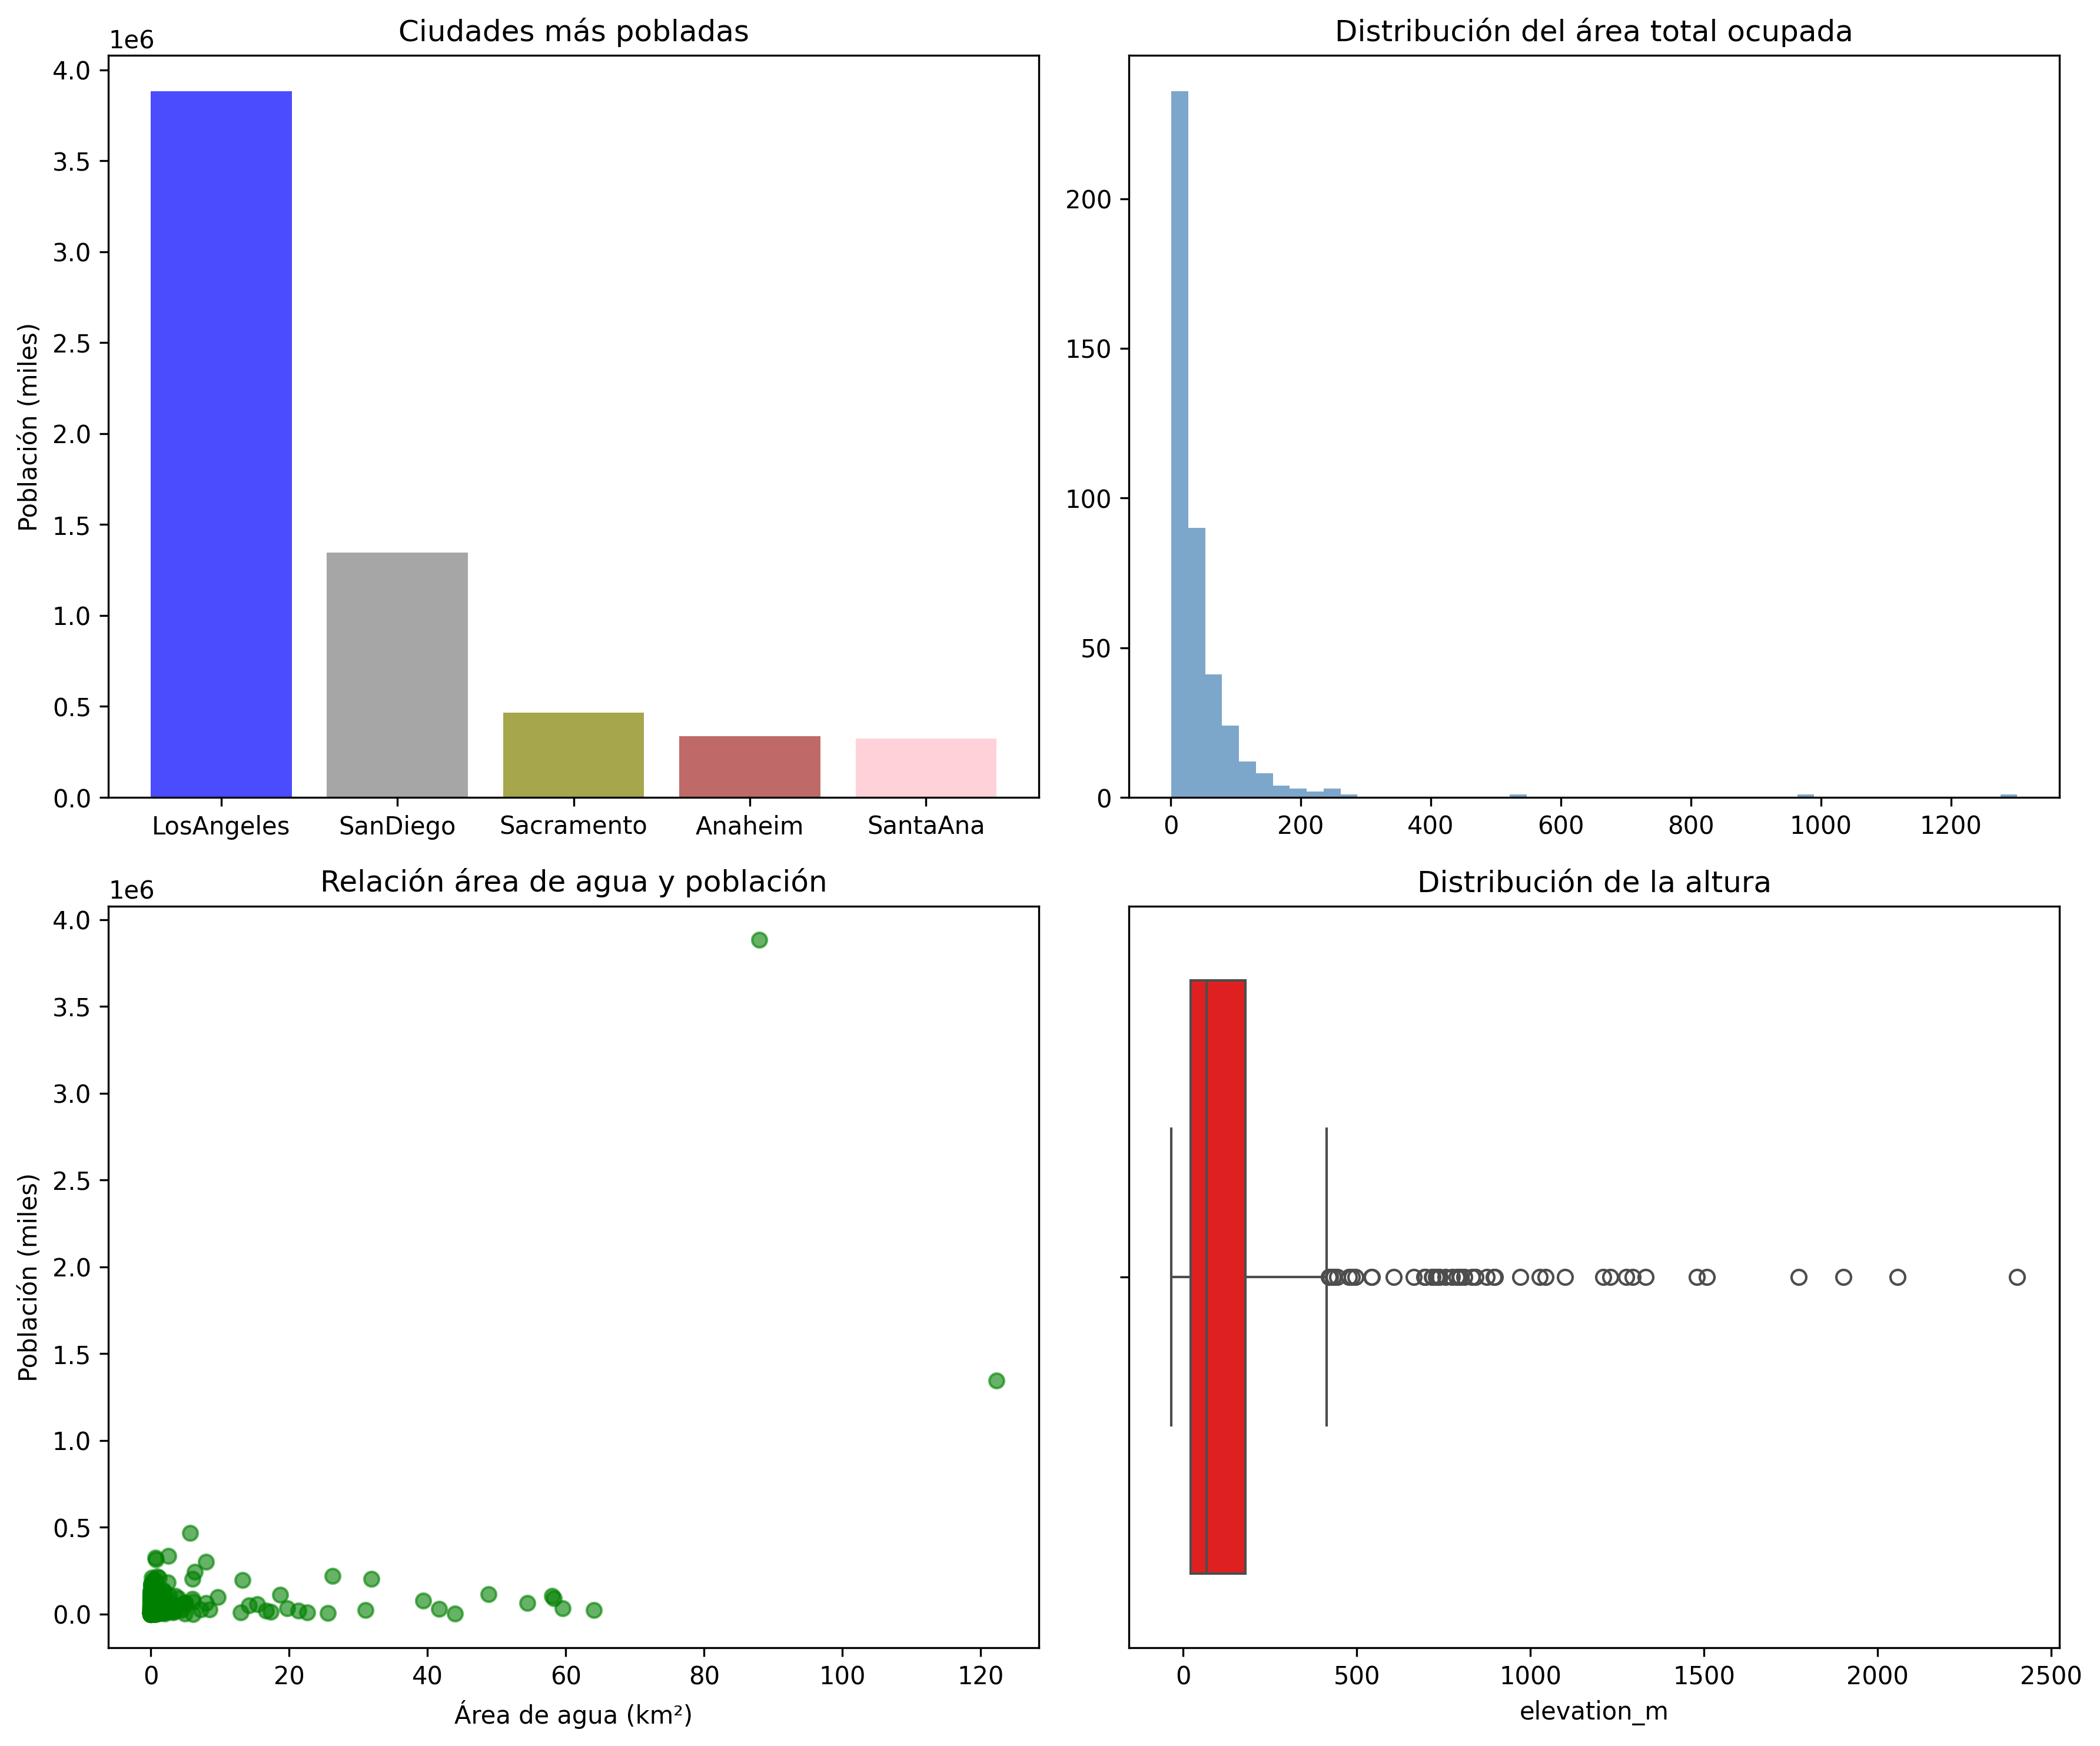 Ciudades más pobladas
1e6
4.0
3.5
3.0
2.5
2.0
1.5
1.0
0.5
0.0
Población (miles)
LosAngeles SanDiego Sacramento Anaheim SantaAna
Distribución del área total ocupada
200
150
100
50
0
0 200 400 600 800 1000 1200
Relación área de agua y población
1e6
4.0
3.5
3.0
2.5
2.0
1.5
1.0
0.5
0.0
Población (miles)
0 20 40 60 80 100 120
Área de agua (km²)
Distribución de la altura
0 500 1000 1500 2000 2500
elevation_m